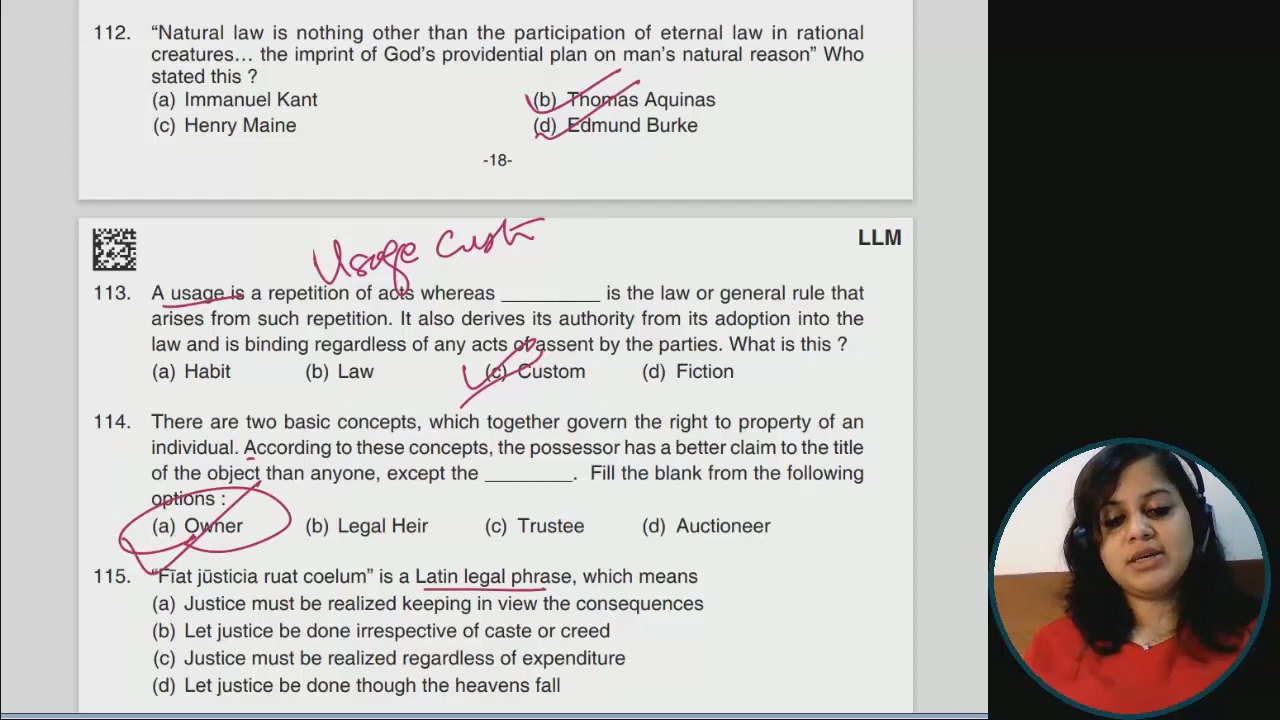 112. “Natural law is nothing other than the participation of eternal law in rational
creatures… the imprint of God’s providential plan on man’s natural reason” Who
stated this ?
(a) Immanuel Kant (b) Thomas Aquinas
(c) Henry Maine (d) Edmund Burke
-18-
LLM
Usage Cust
113. A usage is a repetition of acts whereas _________ is the law or general rule that
arises from such repetition. It also derives its authority from its adoption into the
law and is binding regardless of any acts of assent by the parties. What is this ?
(a) Habit (b) Law (c) Custom (d) Fiction
114. There are two basic concepts, which together govern the right to property of an
individual. According to these concepts, the possessor has a better claim to the title
of the object than anyone, except the ________. Fill the blank from the following
options :
(a) Owner (b) Legal Heir (c) Trustee (d) Auctioneer
115. “Fīat jūsticia ruat coelum” is a Latin legal phrase, which means
(a) Justice must be realized keeping in view the consequences
(b) Let justice be done irrespective of caste or creed
(c) Justice must be realized regardless of expenditure
(d) Let justice be done though the heavens fall